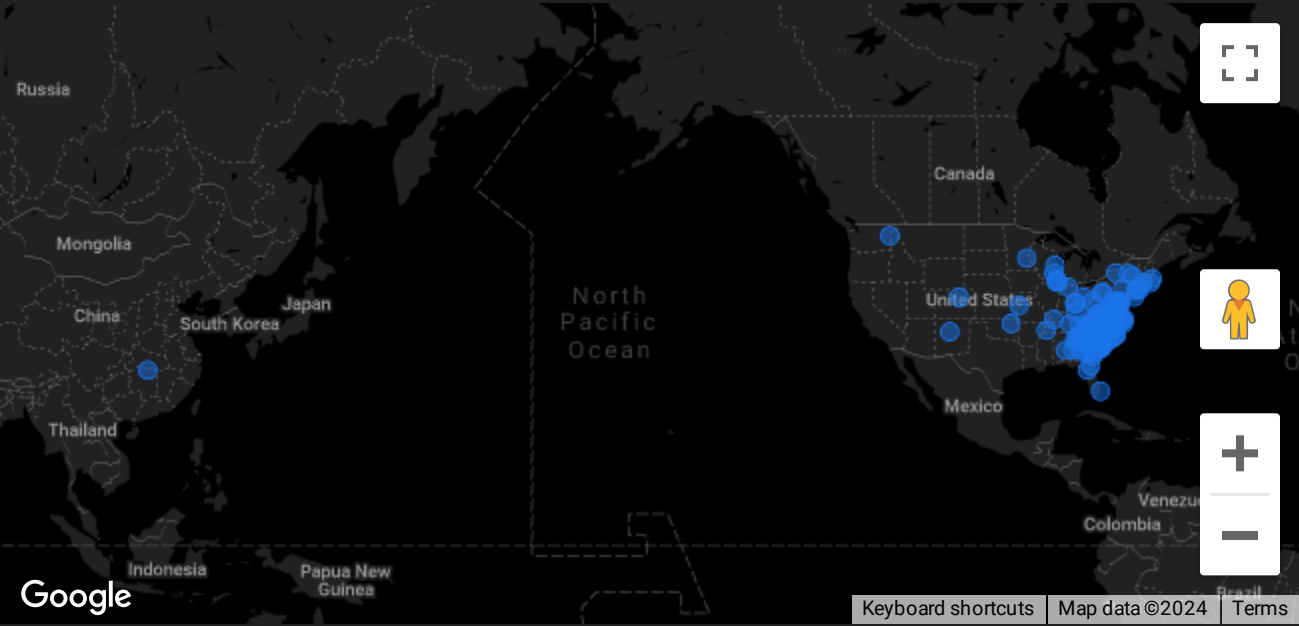 Russia
Canada
Mongolia
United States
Japan
China
South Korea
North
Pacific
Ocean
Mexico
Thailand
Venezu
Colombia
Indonesia
Papua New
Guinea
Brazil
Google
Keyboard shortcuts
Map data ©2024
Terms